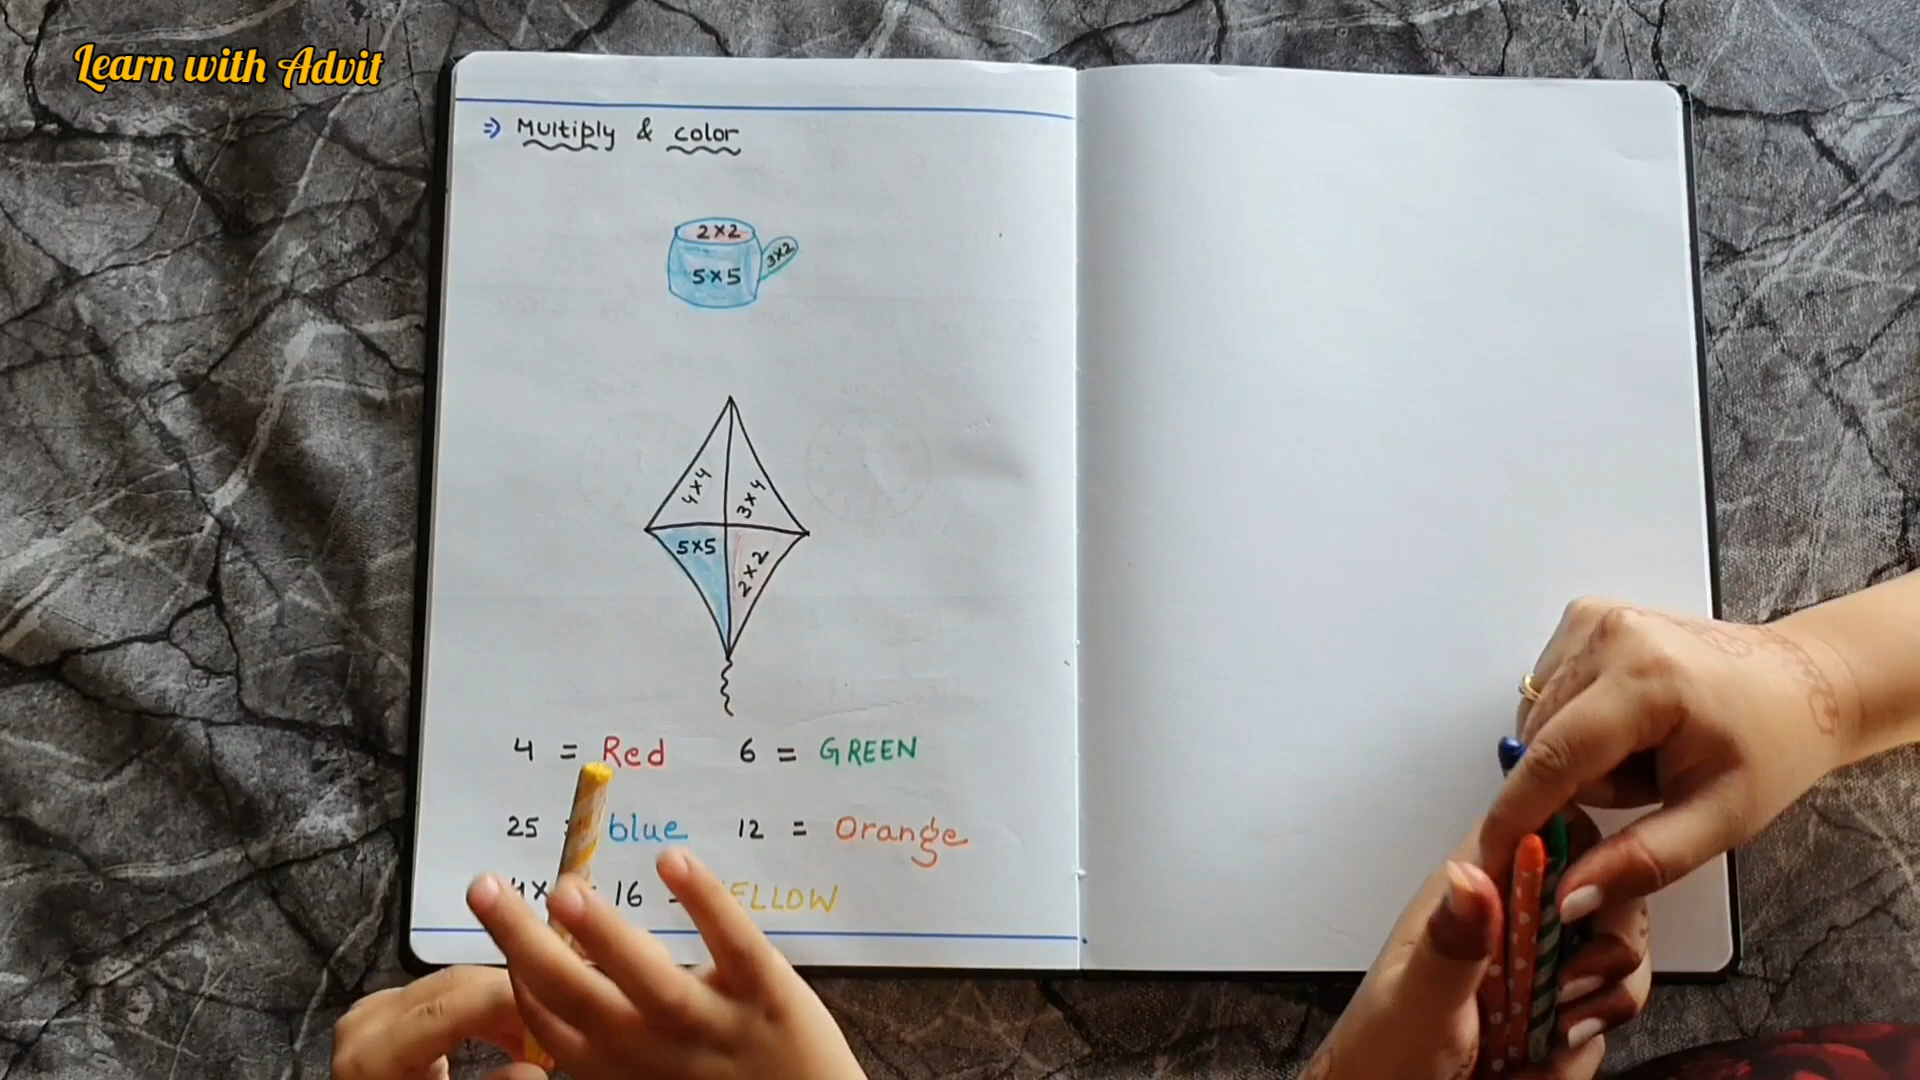 Learn with Advit
⇒ Multiply & color
2×2
5×5
3×2
4×4
3×4
5×5
2×2
4 = Red 6 = GREEN
25 blue 12 = Orange
16 =